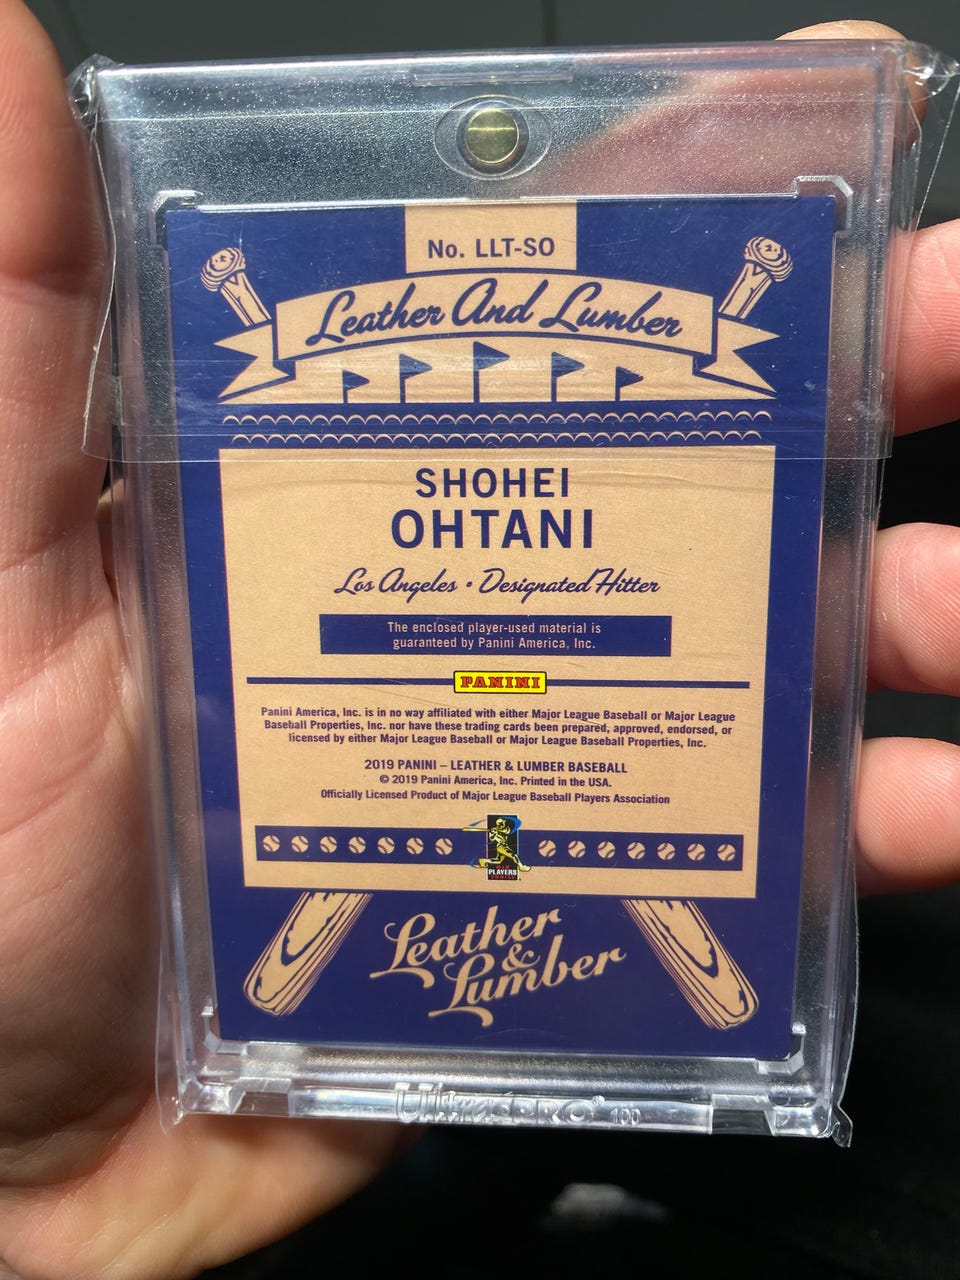 No. LLT-SO
Leather And Lumber
SHOHEI
OHTANI
Los Angeles • Designated Hitter
The enclosed player-used material is
guaranteed by Panini America, Inc.
PANINI
Panini America, Inc. is in no way affiliated with either Major League Baseball or Major League
Baseball Properties, Inc. nor have these trading cards been prepared, approved, endorsed, or
licensed by either Major League Baseball or Major League Baseball Properties, Inc.
2019 PANINI – LEATHER & LUMBER BASEBALL
© 2019 Panini America, Inc. Printed in the USA.
Officially Licensed Product of Major League Baseball Players Association
PLAYERS
Leather
&
Lumber
Ultra•PRO® 100